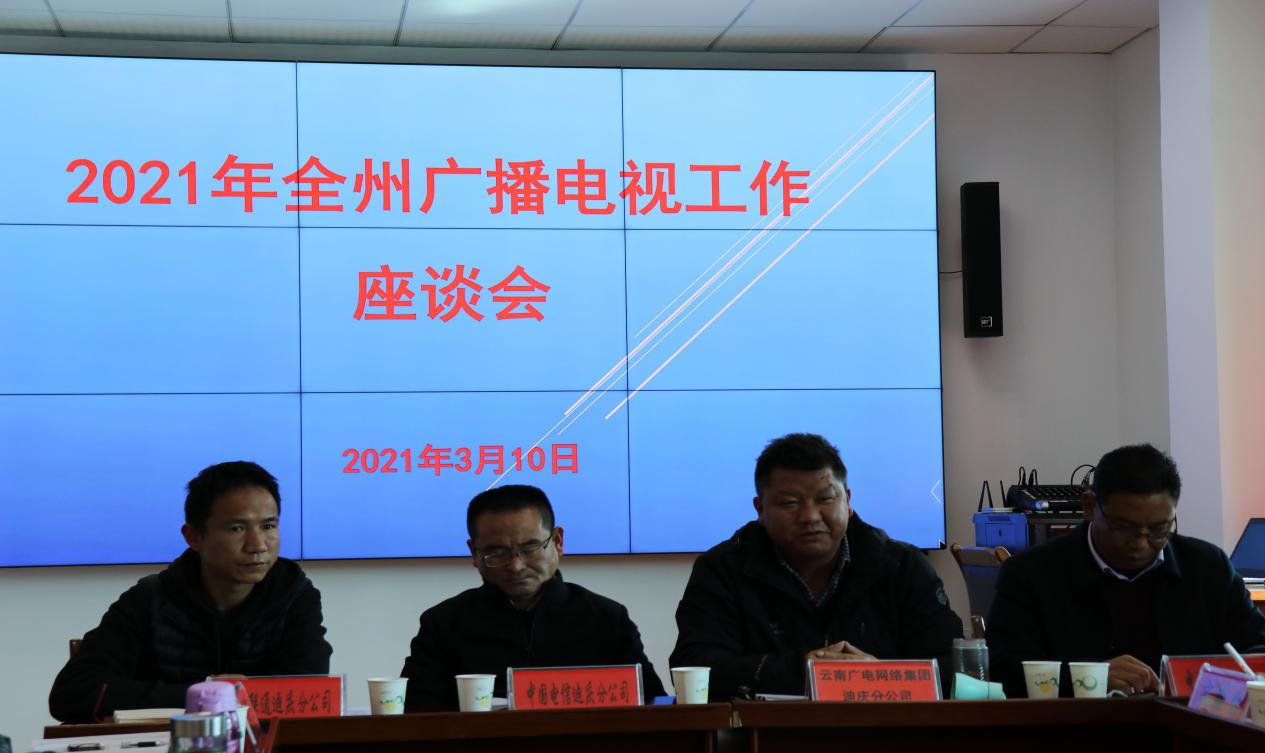 2021年全州广播电视工作
座谈会
2021年3月10日
联通迪庆分公司
中国电信迪庆分公司
云南广电网络集团
迪庆分公司